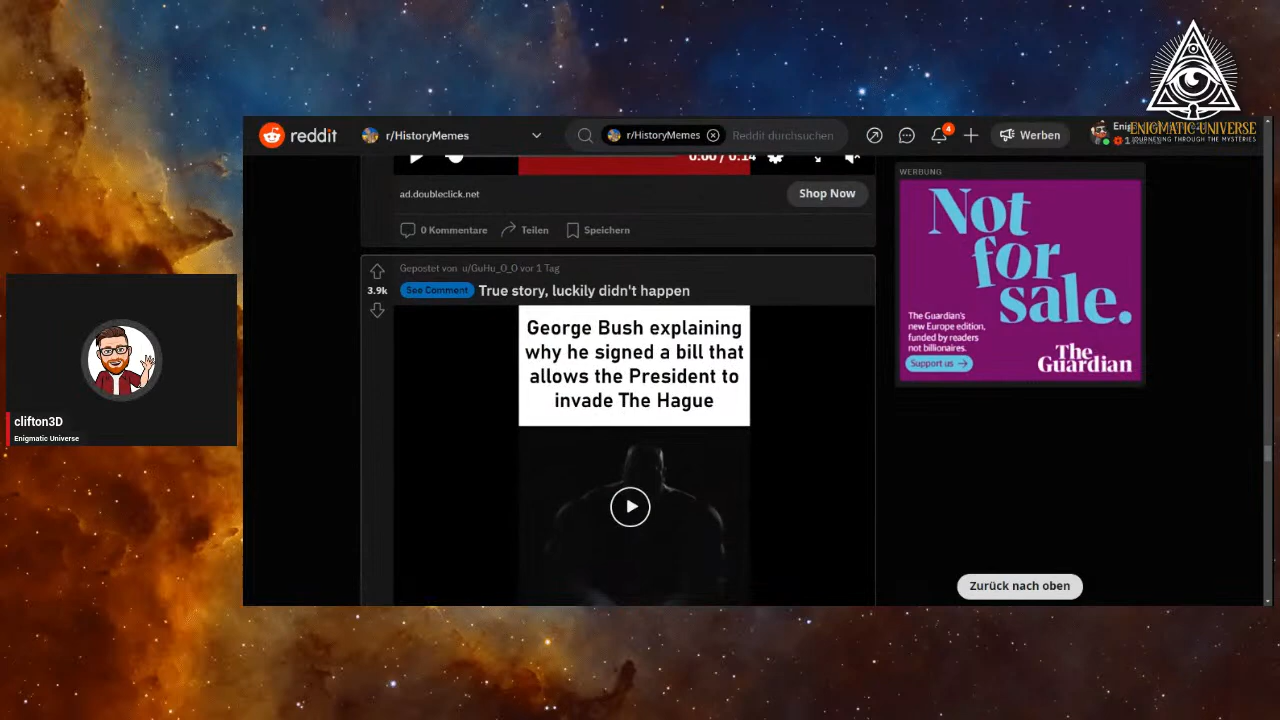 ENIGMATIC-UNIVERSE
JOURNEYING THROUGH THE MYSTERIES
reddit
r/HistoryMemes
r/HistoryMemes
Reddit durchsuchen
4
Werben
0:00 / 0:14
ad.doubleclick.net
Shop Now
0 Kommentare
Teilen
Speichern
Gepostet von u/GuHu_O_O vor 1 Tag
3.9k
See Comment
True story, luckily didn't happen
George Bush explaining
why he signed a bill that
allows the President to
invade The Hague
WERBUNG
Not
for
sale.
The Guardian's
new Europe edition,
funded by readers
not billionaires.
Support us
The
Guardian
clifton3D
Enigmatic Universe
Zurück nach oben